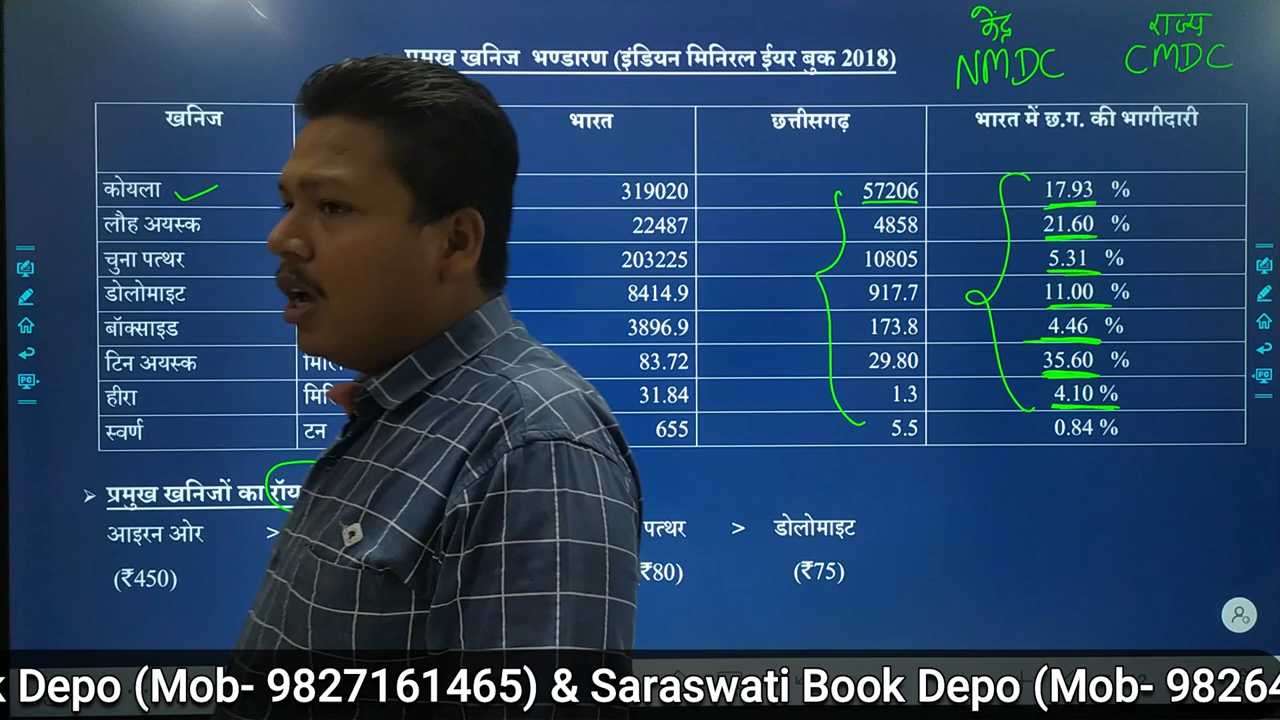 केंद्र राज्य
NMDC CMDC
प्रमुख खनिज भण्डारण (इंडियन मिनिरल ईयर बुक 2018)
खनिज भारत छत्तीसगढ़ भारत में छ.ग. की भागीदारी
कोयला 319020 57206 17.93 %
लौह अयस्क 22487 4858 21.60 %
चुना पत्थर 203225 10805 5.31 %
डोलोमाइट 8414.9 917.7 11.00 %
बॉक्साइड 3896.9 173.8 4.46 %
टिन अयस्क 83.72 29.80 35.60 %
हीरा 31.84 1.3 4.10 %
स्वर्ण टन 655 5.5 0.84 %
➢ प्रमुख खनिजों का
आइरन ओर > पत्थर > डोलोमाइट
(₹450) ₹80) (₹75)
Depo (Mob- 9827161465) & Saraswati Book Depo (Mob- 98264